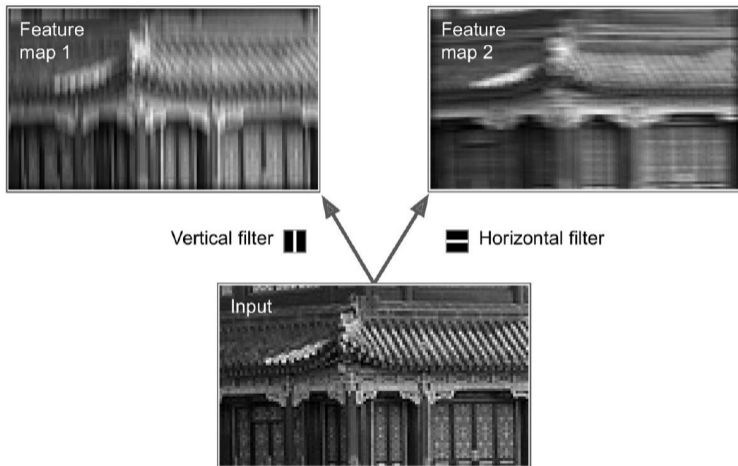 Feature
map 1
Feature
map 2
Vertical filter
Horizontal filter
Input